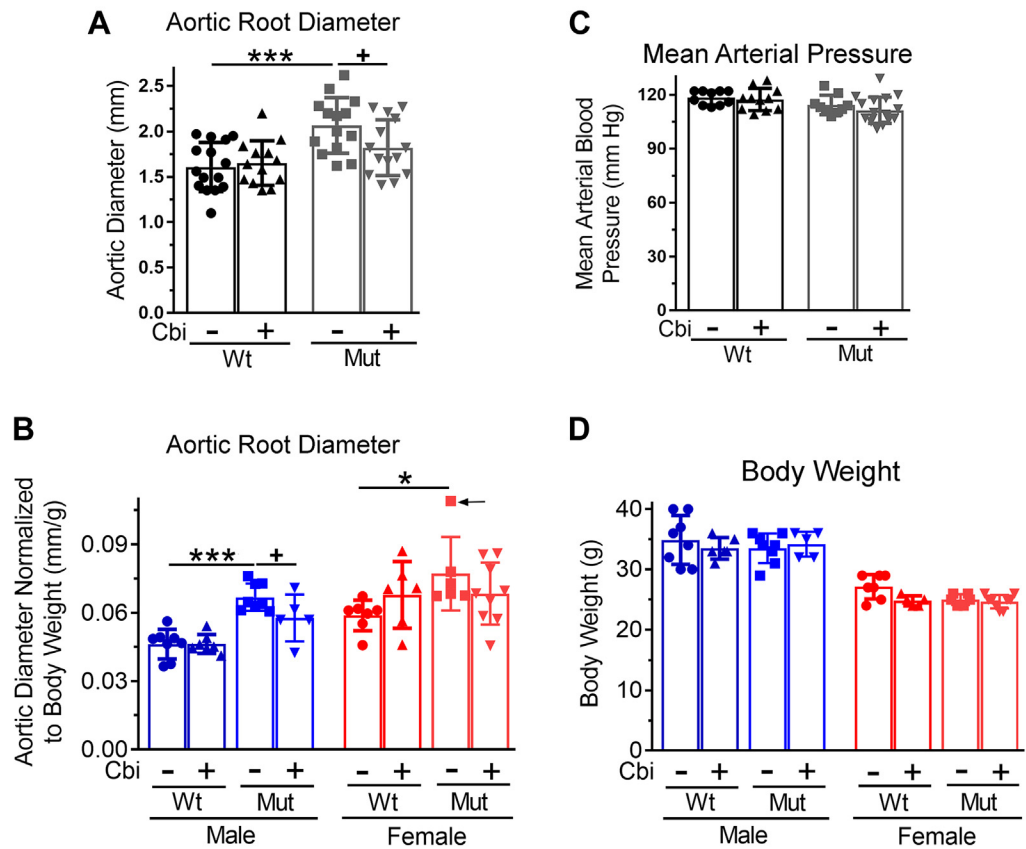 A
Aortic Root Diameter
*** +
Aortic Diameter (mm)
2.5
2.0
1.5
1.0
0.5
0.0
Cbi - + - +
Wt Mut
C
Mean Arterial Pressure
Mean Arterial Blood
Pressure (mm Hg)
120
90
60
30
0
Cbi - + - +
Wt Mut
B
Aortic Root Diameter
Aortic Diameter Normalized
to Body Weight (mm/g)
*** + *
0.09
0.06
0.03
0.00
Cbi - + - + - + - +
Wt Mut Wt Mut
Male Female
D
Body Weight
Body Weight (g)
40
30
20
10
0
Cbi - + - + - + - +
Wt Mut Wt Mut
Male Female